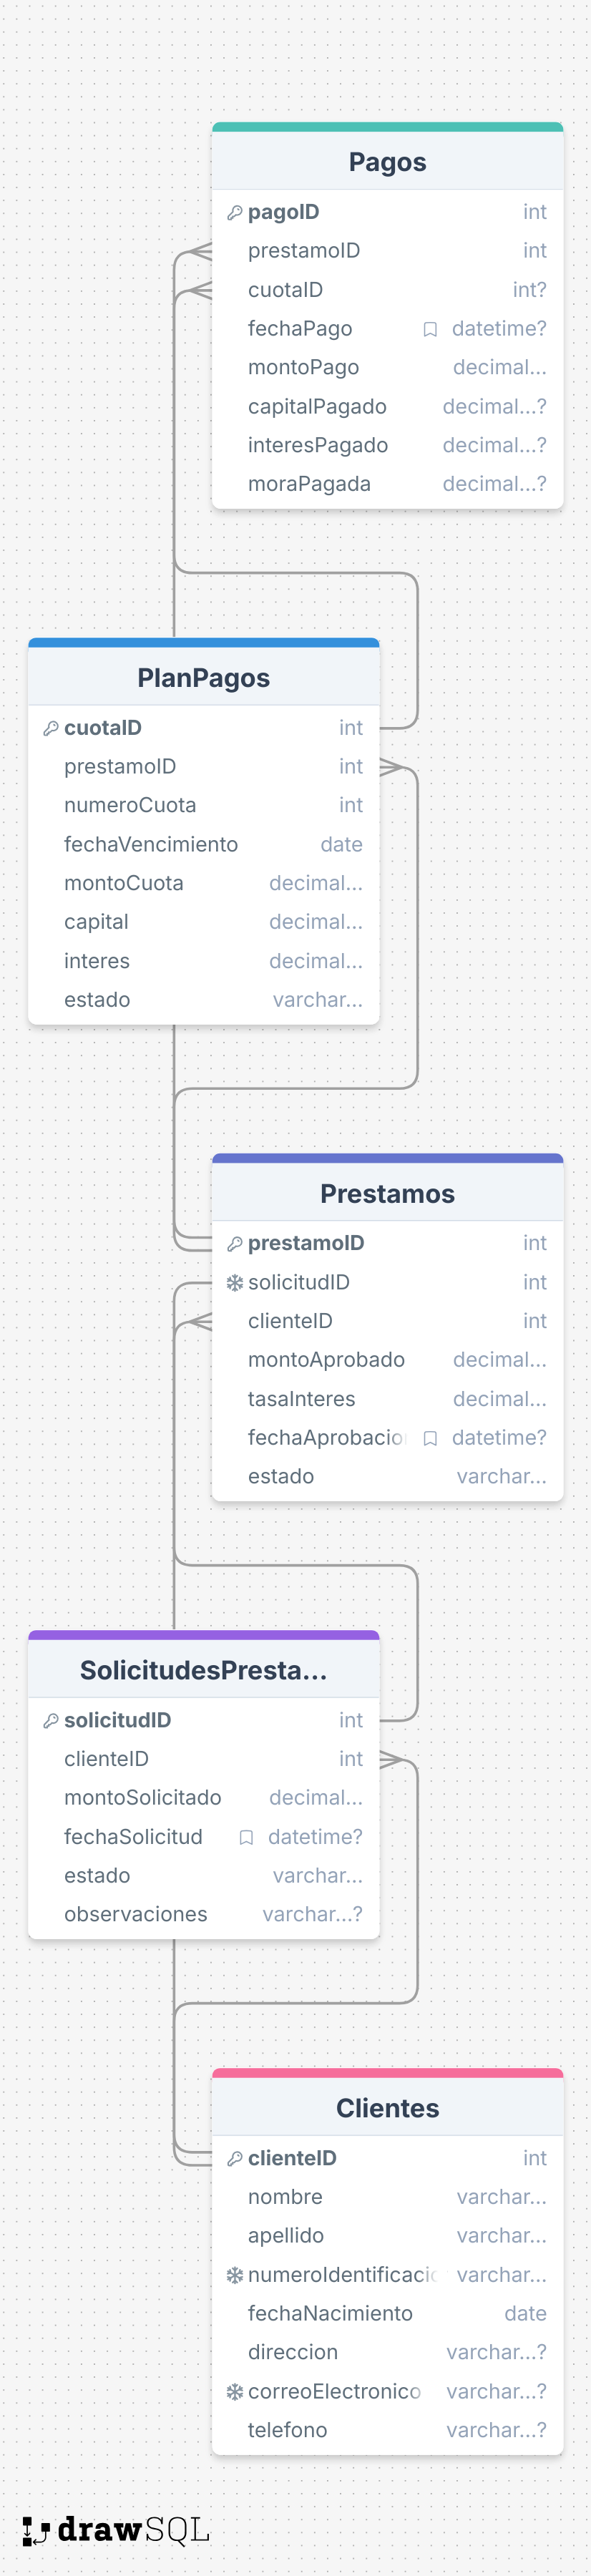 Pagos
pagoID int
prestamoID int
cuotaID int?
fechaPago datetime?
montoPago decimal...
capitalPagado decimal...?
interesPagado decimal...?
moraPagada decimal...?
PlanPagos
cuotaID int
prestamoID int
numeroCuota int
fechaVencimiento date
montoCuota decimal...
capital decimal...
interes decimal...
estado varchar...
Prestamos
prestamoID int
solicitudID int
clienteID int
montoAprobado decimal...
tasaInteres decimal...
fechaAprobacio datetime?
estado varchar...
SolicitudesPresta...
solicitudID int
clienteID int
montoSolicitado decimal...
fechaSolicitud datetime?
estado varchar...
observaciones varchar...?
Clientes
clienteID int
nombre varchar...
apellido varchar...
numeroIdentificaci varchar...
fechaNacimiento date
direccion varchar...?
correoElectronico varchar...?
telefono varchar...?
drawSQL